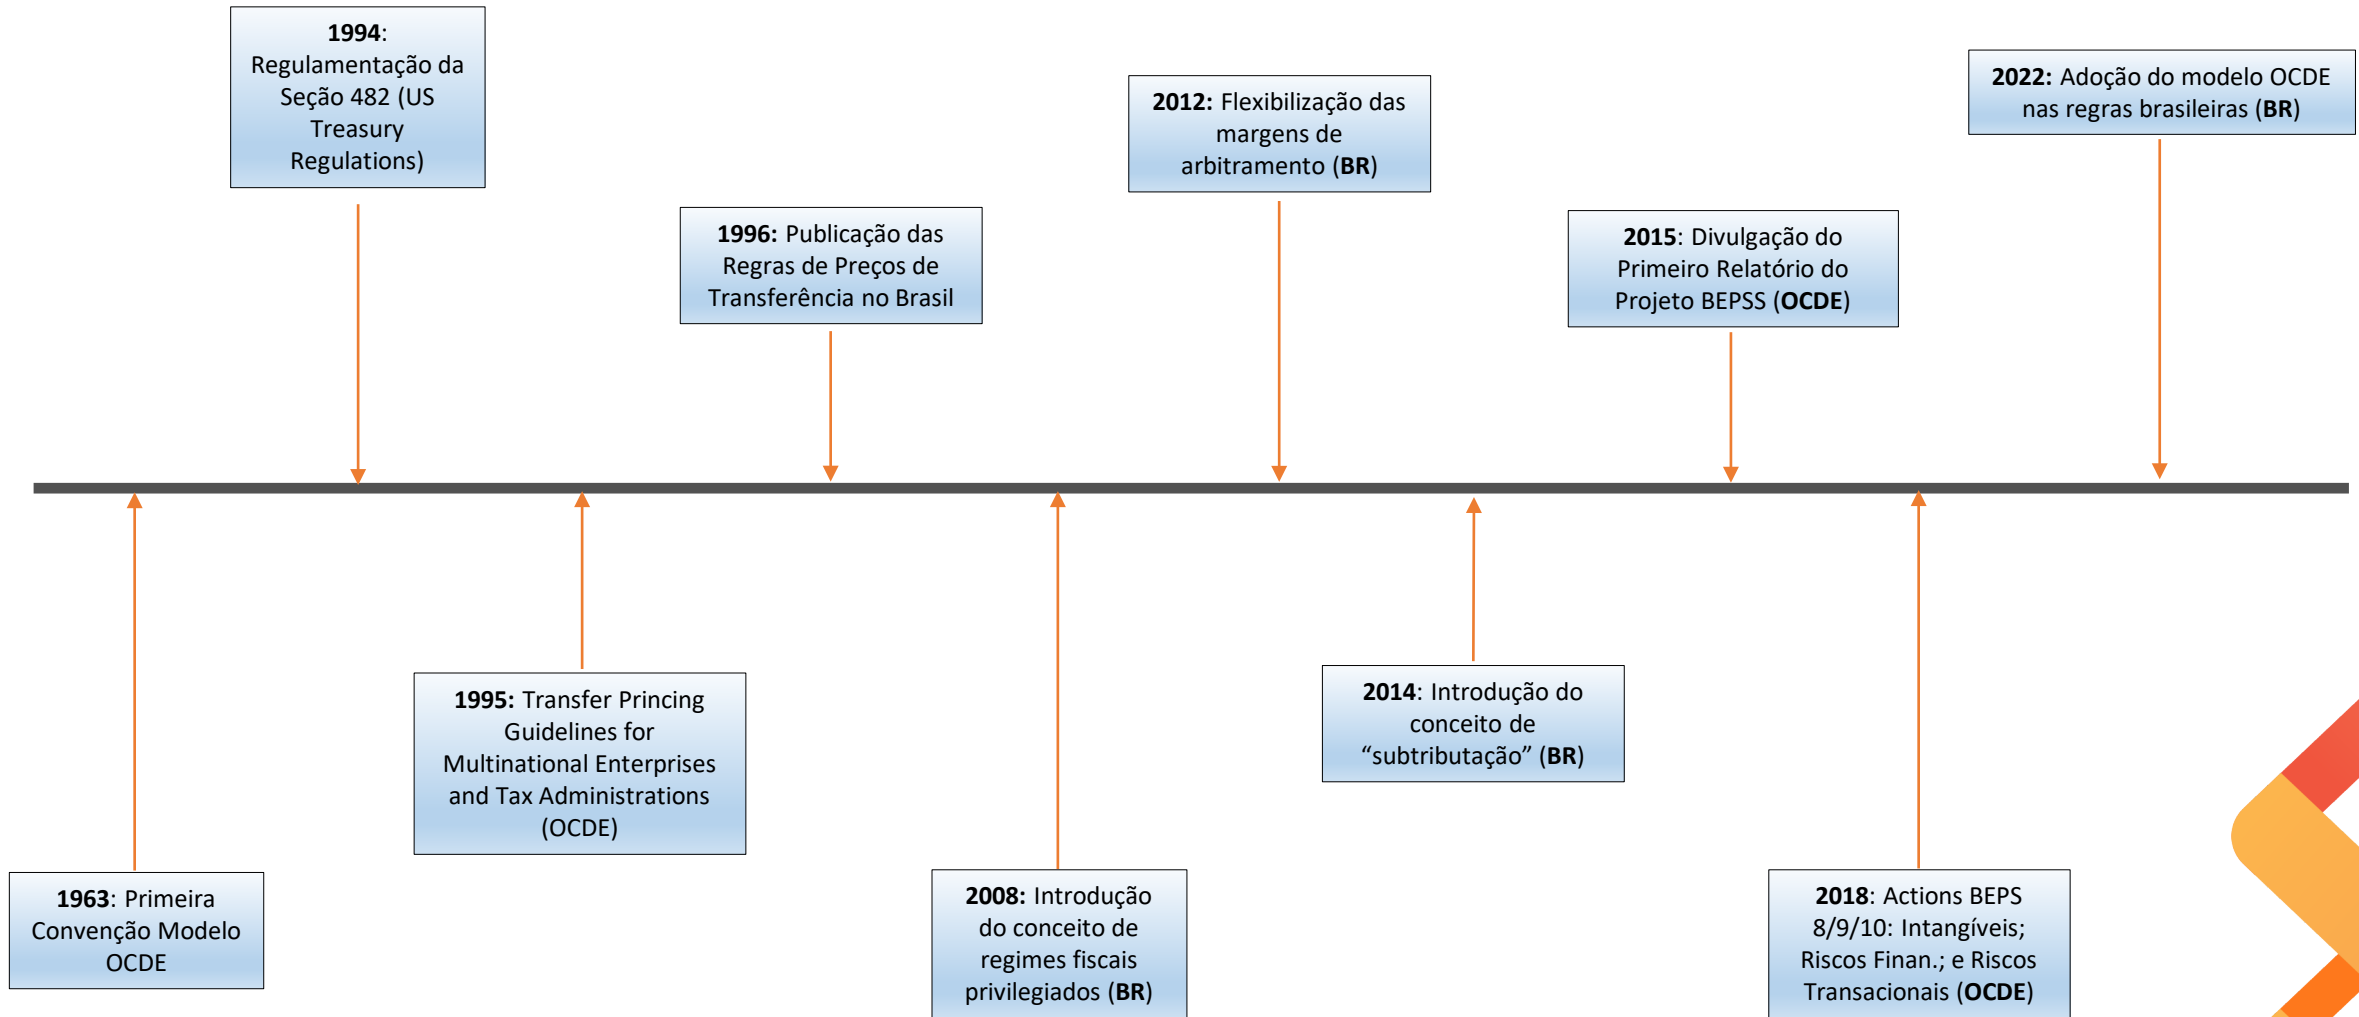 1994:
Regulamentação da
Seção 482 (US
Treasury
Regulations)
2012: Flexibilização das
margens de
arbitramento (BR)
2022: Adoção do modelo OCDE
nas regras brasileiras (BR)
1996: Publicação das
Regras de Preços de
Transferência no Brasil
2015: Divulgação do
Primeiro Relatório do
Projeto BEPSS (OCDE)
1995: Transfer Princing
Guidelines for
Multinational Enterprises
and Tax Administrations
(OCDE)
2014: Introdução do
conceito de
“subtributação” (BR)
1963: Primeira
Convenção Modelo
OCDE
2008: Introdução
do conceito de
regimes fiscais
privilegiados (BR)
2018: Actions BEPS
8/9/10: Intangíveis;
Riscos Finan.; e Riscos
Transacionais (OCDE)